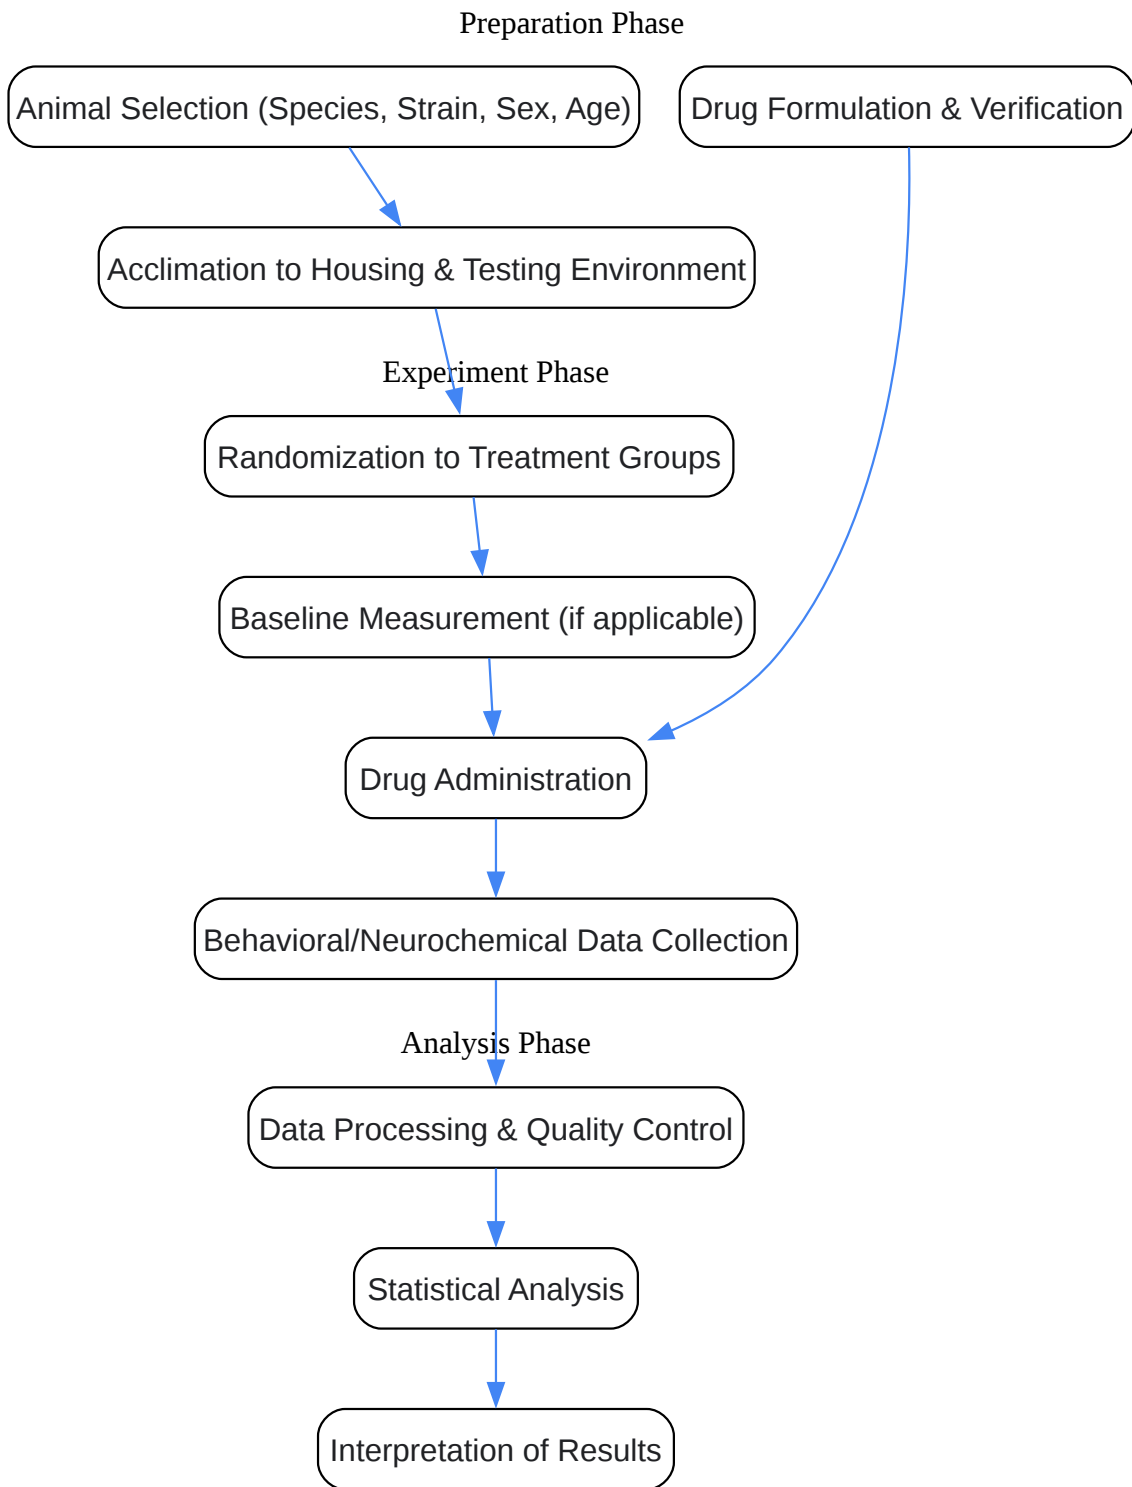 Preparation Phase
Animal Selection (Species, Strain, Sex, Age)
Drug Formulation & Verification
Acclimation to Housing & Testing Environment
Experiment Phase
Randomization to Treatment Groups
Baseline Measurement (if applicable)
Drug Administration
Behavioral/Neurochemical Data Collection
Analysis Phase
Data Processing & Quality Control
Statistical Analysis
Interpretation of Results